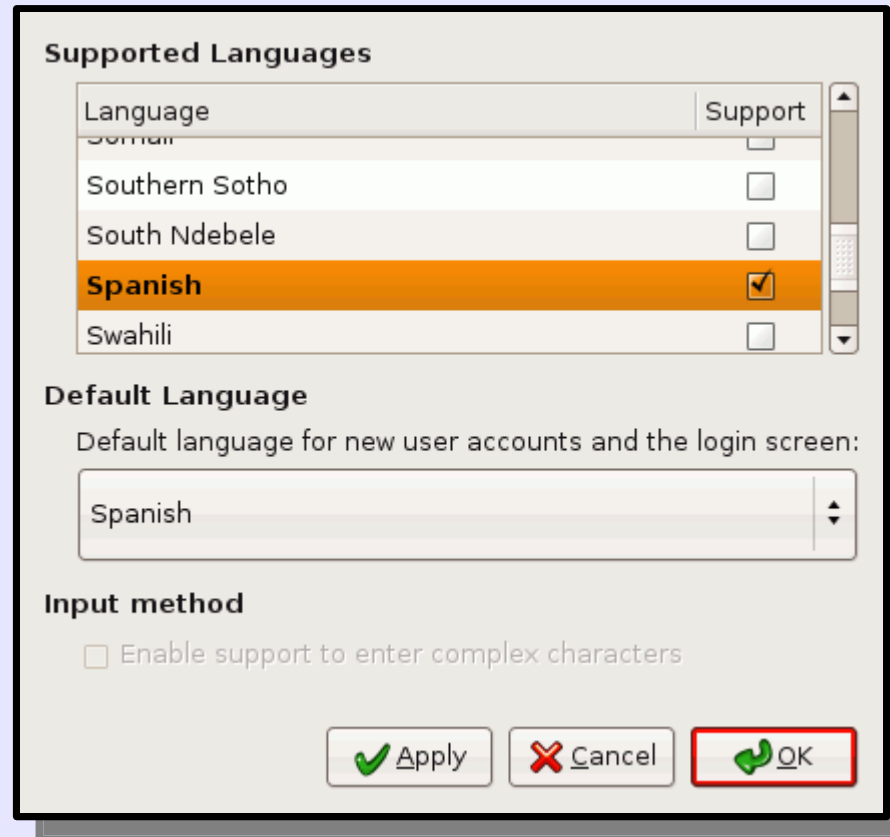 Supported Languages
Language Support
Southern Sotho
South Ndebele
Spanish
Swahili
Default Language
Default language for new user accounts and the login screen:
Spanish
Input method
Enable support to enter complex characters
Apply Cancel OK